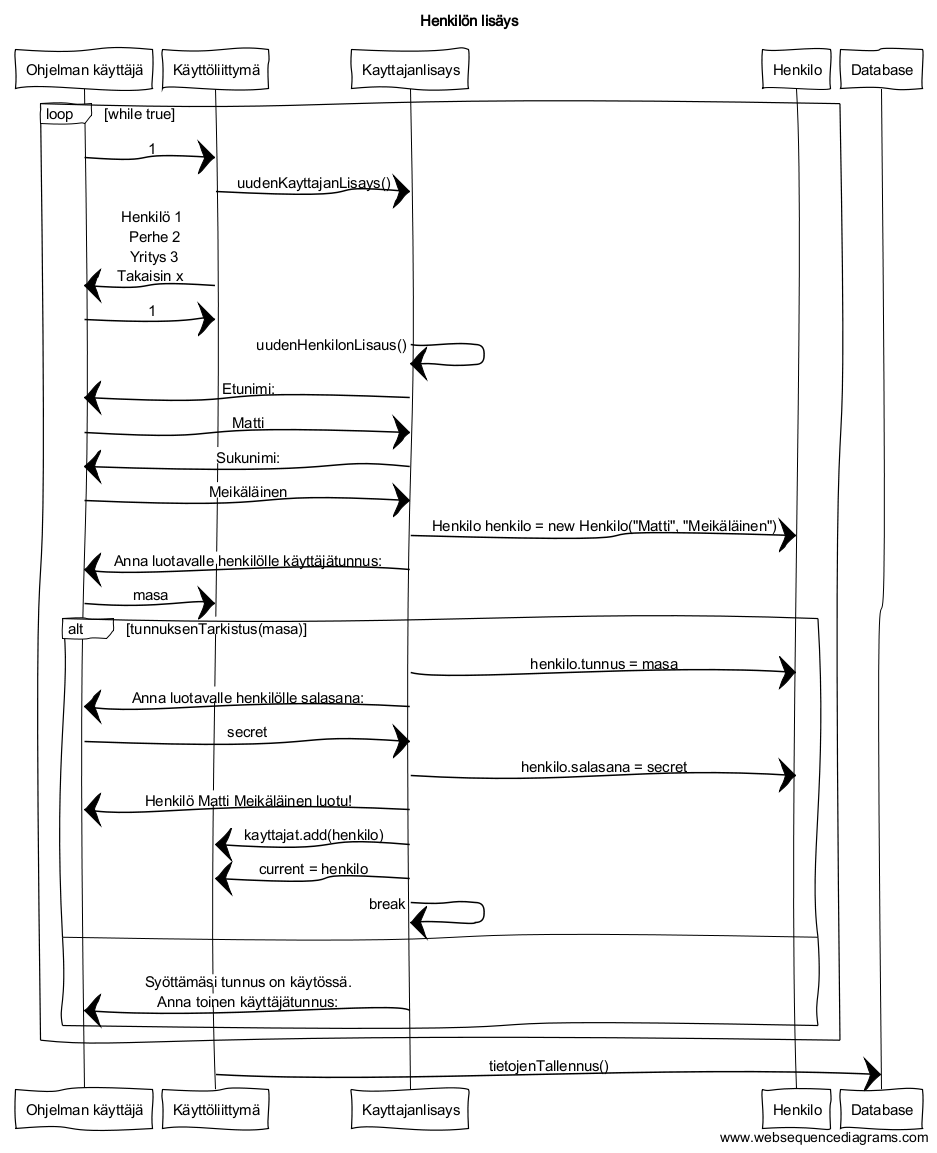 Henkilön lisäys
Ohjelman käyttäjä
Käyttöliittymä
Kayttajanlisays
Henkilo
Database
loop
[while true]
1
uudenKayttajanLisays()
Henkilö 1
Perhe 2
Yritys 3
Takaisin x
1
uudenHenkilonLisaus()
Etunimi:
Matti
Sukunimi:
Meikäläinen
Henkilo henkilo = new Henkilo("Matti", "Meikäläinen")
Anna luotavalle henkilölle käyttäjätunnus:
masa
alt
[tunnuksenTarkistus(masa)]
henkilo.tunnus = masa
Anna luotavalle henkilölle salasana:
secret
henkilo.salasana = secret
Henkilö Matti Meikäläinen luotu!
kayttajat.add(henkilo)
current = henkilo
break
Syöttämäsi tunnus on käytössä.
Anna toinen käyttäjätunnus:
tietojenTallennus()
Ohjelman käyttäjä
Käyttöliittymä
Kayttajanlisays
Henkilo
Database
www.websequencediagrams.com